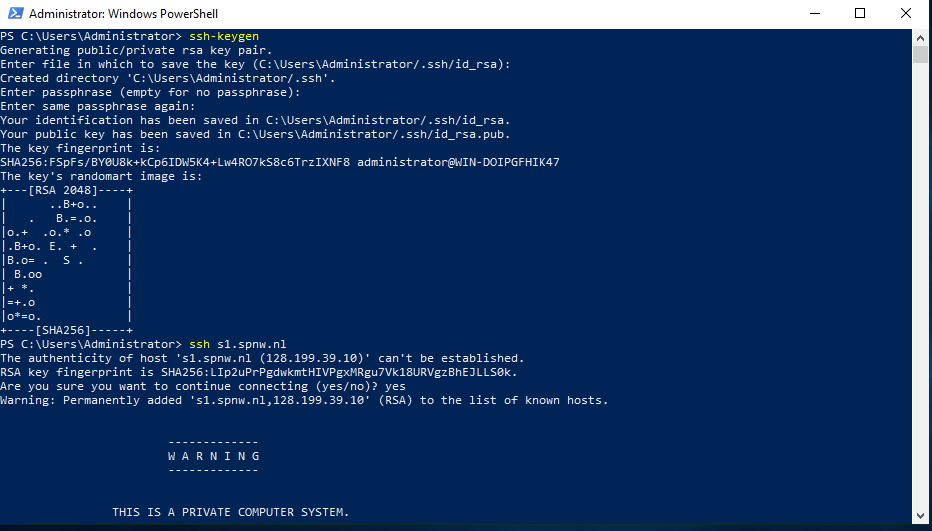 Administrator: Windows PowerShell
PS C:\Users\Administrator> ssh-keygen
Generating public/private rsa key pair.
Enter file in which to save the key (C:\Users\Administrator/.ssh/id_rsa):
Created directory 'C:\Users\Administrator/.ssh'.
Enter passphrase (empty for no passphrase):
Enter same passphrase again:
Your identification has been saved in C:\Users\Administrator/.ssh/id_rsa.
Your public key has been saved in C:\Users\Administrator/.ssh/id_rsa.pub.
The key fingerprint is:
SHA256:FSpFs/BY0U8k+kCp6IDW5K4+Lw4RO7kS8c6TrzIXNF8 administrator@WIN-DOIPGFHIK47
The key's randomart image is:
+---[RSA 2048]----+
|      ..B+o..    |
|   .   B.=.o.    |
|o.+  .o.* .o     |
|.B+o. E. +  .    |
|B.o= .  S .      |
| B.oo            |
|+ *.             |
|=+.o             |
|o*=o.            |
+----[SHA256]-----+
PS C:\Users\Administrator> ssh s1.spnw.nl
The authenticity of host 's1.spnw.nl (128.199.39.10)' can't be established.
RSA key fingerprint is SHA256:LIp2uPrPgdwkmtHIVPgxMRgu7Vk18URVgzBhEJLLS0k.
Are you sure you want to continue connecting (yes/no)? yes
Warning: Permanently added 's1.spnw.nl,128.199.39.10' (RSA) to the list of known hosts.
-------------
W A R N I N G
-------------
THIS IS A PRIVATE COMPUTER SYSTEM.